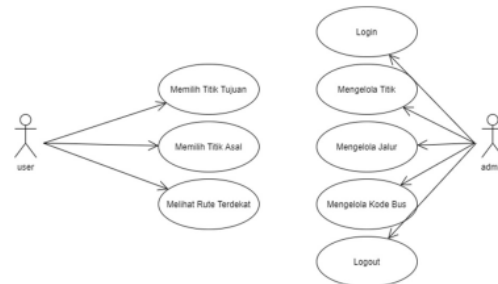 Login
Memilih Titik Tujuan
Mengelola Titik
Memilih Titik Asal
Mengelola Jalur
user
admi
Melihat Rute Terdekat
Mengelola Kode Bus
Logout